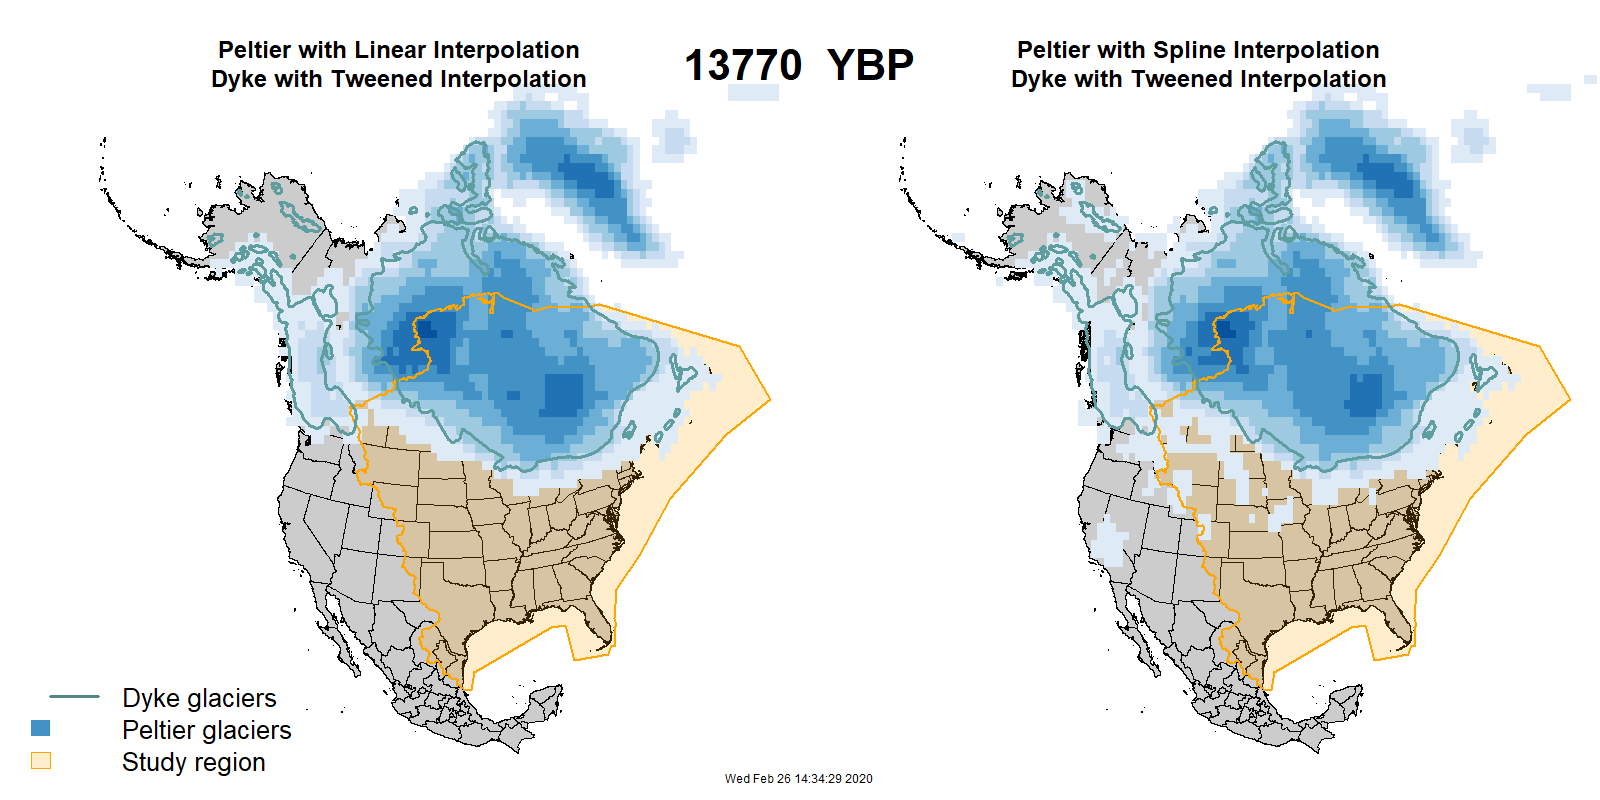 Peltier with Linear Interpolation
Dyke with Tweened Interpolation
13770 YBP
Peltier with Spline Interpolation
Dyke with Tweened Interpolation
Dyke glaciers
Peltier glaciers
Study region
Wed Feb 26 14:34:29 2020